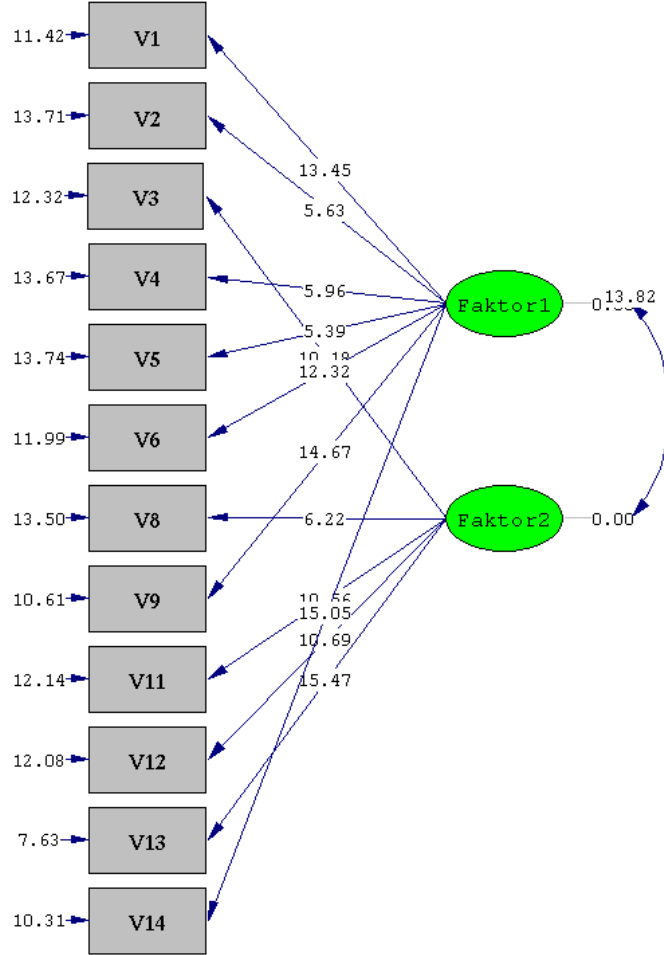 11.42 V1
13.71 V2
13.45
12.32 V3
5.63
13.67 V4
5.96
Faktor1
13.82
5.39
13.74 V5
12.32
11.99 V6
14.67
13.50 V8
6.22
Faktor2
0.00
10.61 V9
15.05
10.69
12.14 V11
15.47
12.08 V12
7.63 V13
10.31 V14